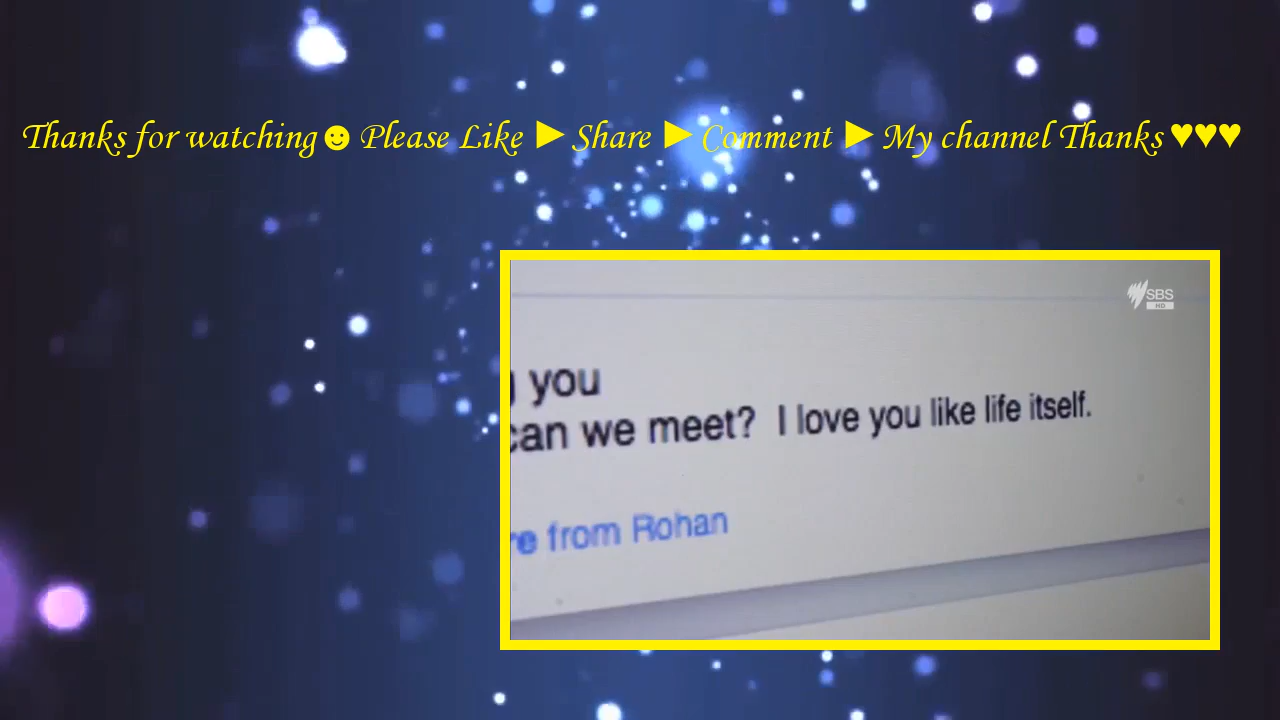 Thanks for watching☻Please Like ►Share ►Comment ►My channel Thanks♥♥♥
SBS
HD
you
can we meet? I love you like life itself.
from Rohan